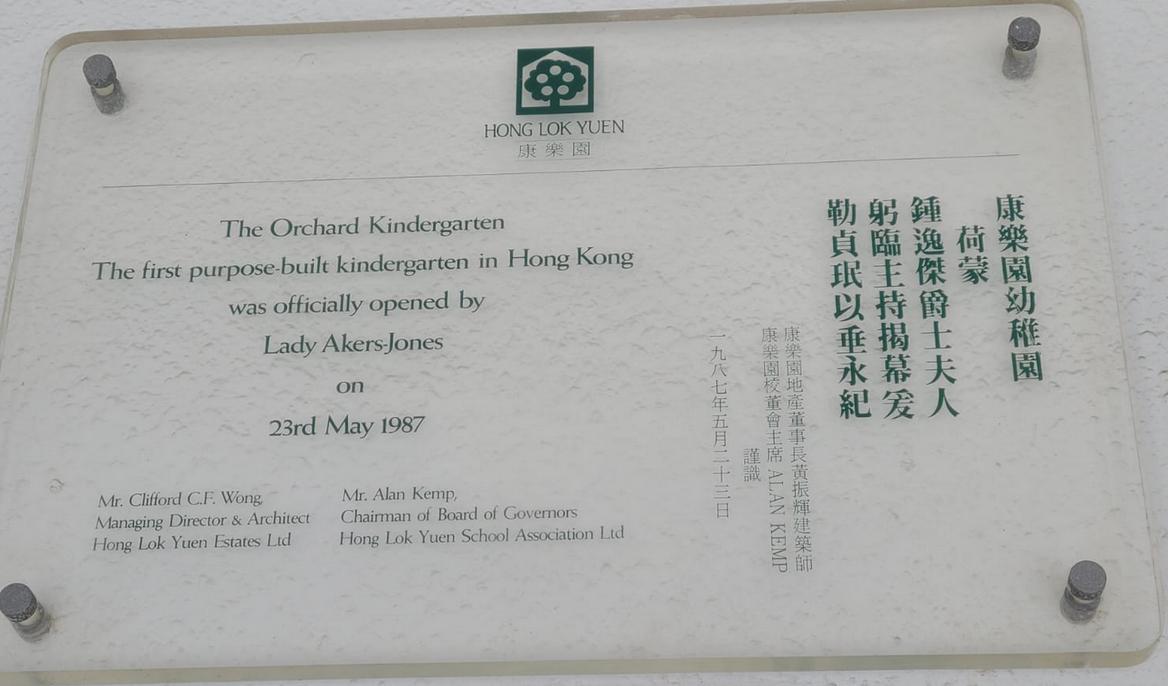 HONG LOK YUEN
康樂園
The Orchard Kindergarten
The first purpose-built kindergarten in Hong Kong
was officially opened by
Lady Akers-Jones
on
23rd May 1987
Mr. Clifford C.F. Wong,
Managing Director & Architect
Hong Lok Yuen Estates Ltd
Mr. Alan Kemp,
Chairman of Board of Governors
Hong Lok Yuen School Association Ltd
康樂園幼稚園
荷蒙
鍾逸傑爵士夫人
躬臨主持揭幕爰
勒貞珉以垂永紀
康樂園地產董事長黃振輝建築師
康樂園校董會主席 ALAN KEMP
謹識
一九八七年五月二十三日